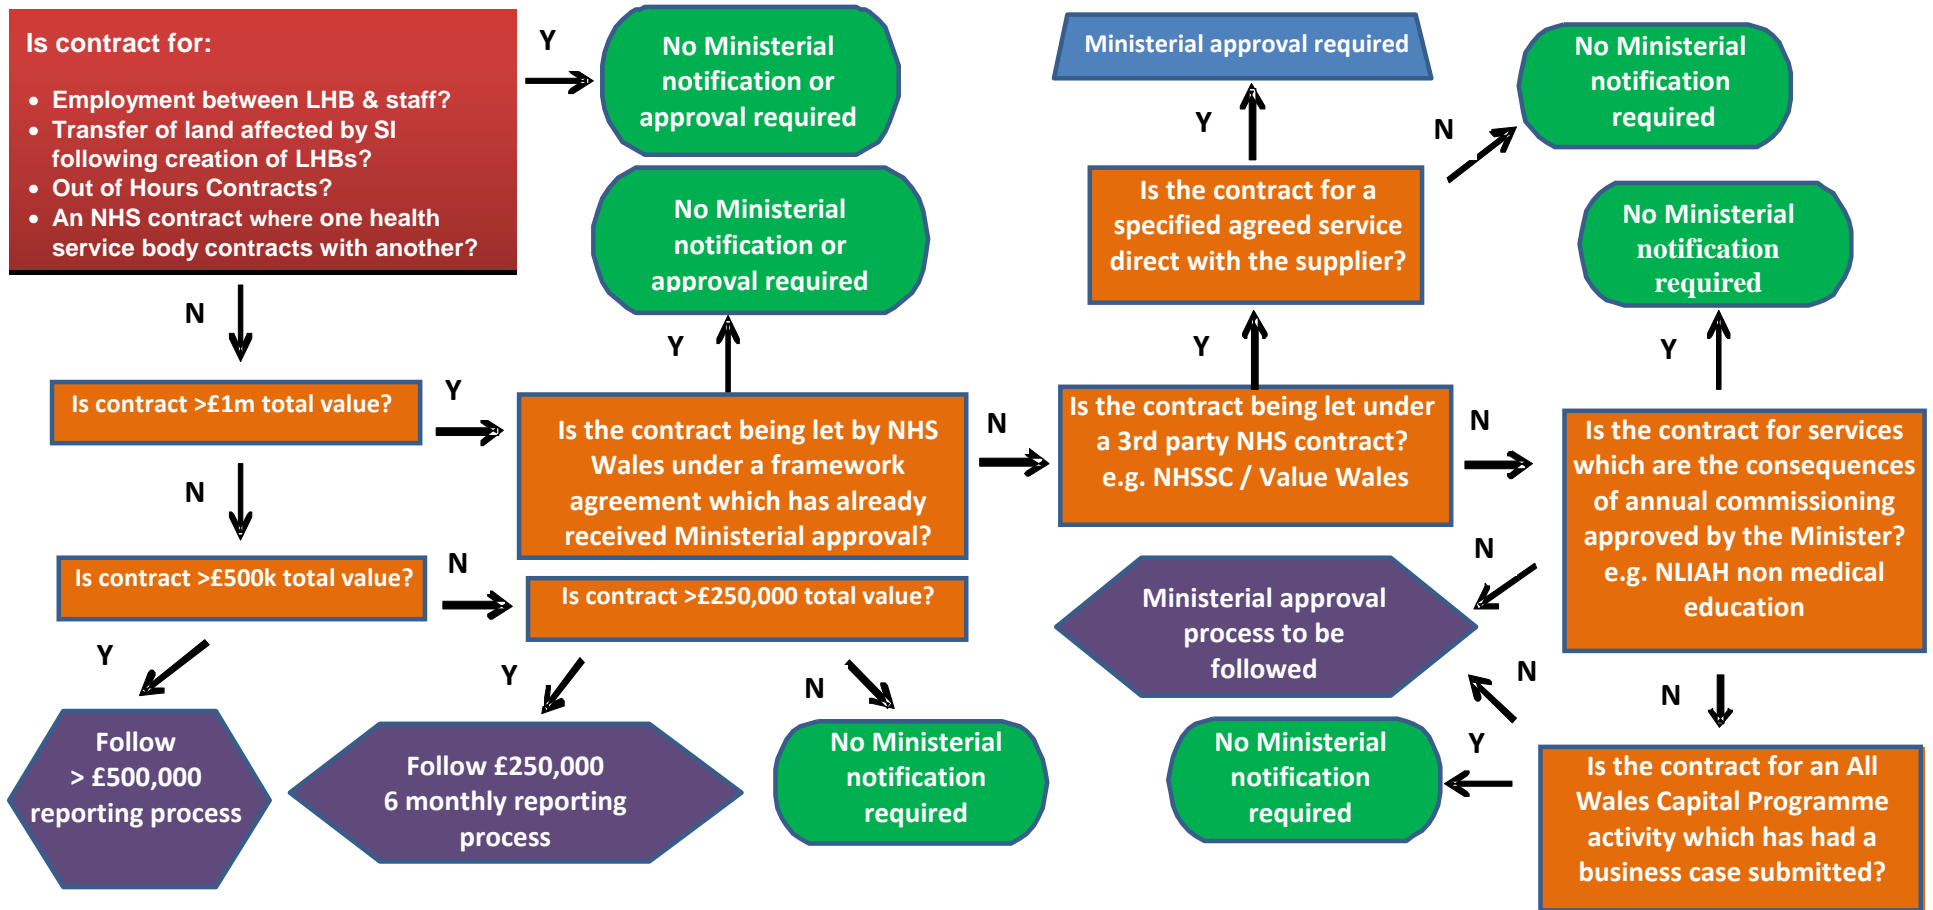 Is contract for:
• Employment between LHB & staff?
• Transfer of land affected by SI
following creation of LHBs?
• Out of Hours Contracts?
• An NHS contract where one health
service body contracts with another?
Y
No Ministerial
notification or
approval required
N
Is contract >£1m total value?
Y
N
Is contract >£500k total value?
N
Y
Follow
> £500,000
reporting process
Is contract >£250,000 total value?
Y
Follow £250,000
6 monthly reporting
process
N
No Ministerial
notification
required
Is the contract being let by NHS
Wales under a framework
agreement which has already
received Ministerial approval?
Y
No Ministerial
notification or
approval required
N
Is the contract being let under
a 3rd party NHS contract?
e.g. NHSSC / Value Wales
Y
Is the contract for a
specified agreed service
direct with the supplier?
Y
Ministerial approval required
N
No Ministerial
notification
required
N
Is the contract for services
which are the consequences
of annual commissioning
approved by the Minister?
e.g. NLIAH non medical
education
Y
No Ministerial
notification
required
N
Ministerial approval
process to be
followed
N
N
Is the contract for an All
Wales Capital Programme
activity which has had a
business case submitted?
Y
No Ministerial
notification
required